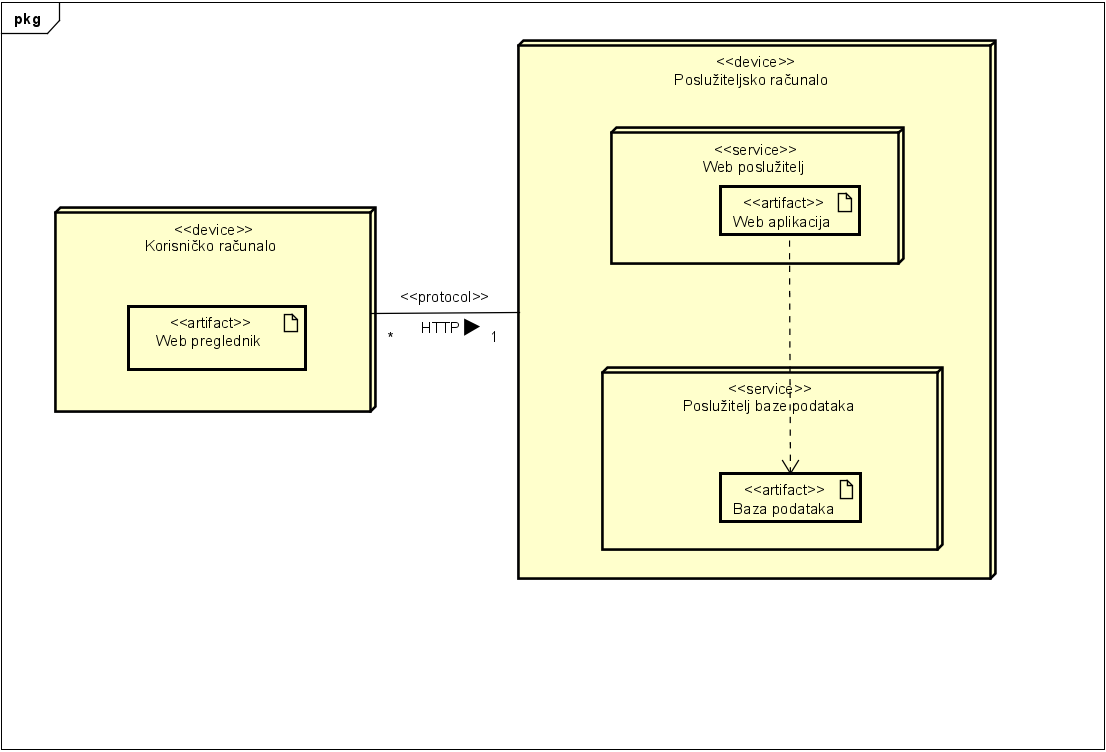 pkg
<<device>>
Poslužiteljsko računalo
<<service>>
Web poslužitelj
<<artifact>>
Web aplikacija
<<device>>
Korisničko računalo
<<artifact>>
Web preglednik
<<protocol>>
HTTP
*
1
<<service>>
Poslužitelj baze podataka
<<artifact>>
Baza podataka